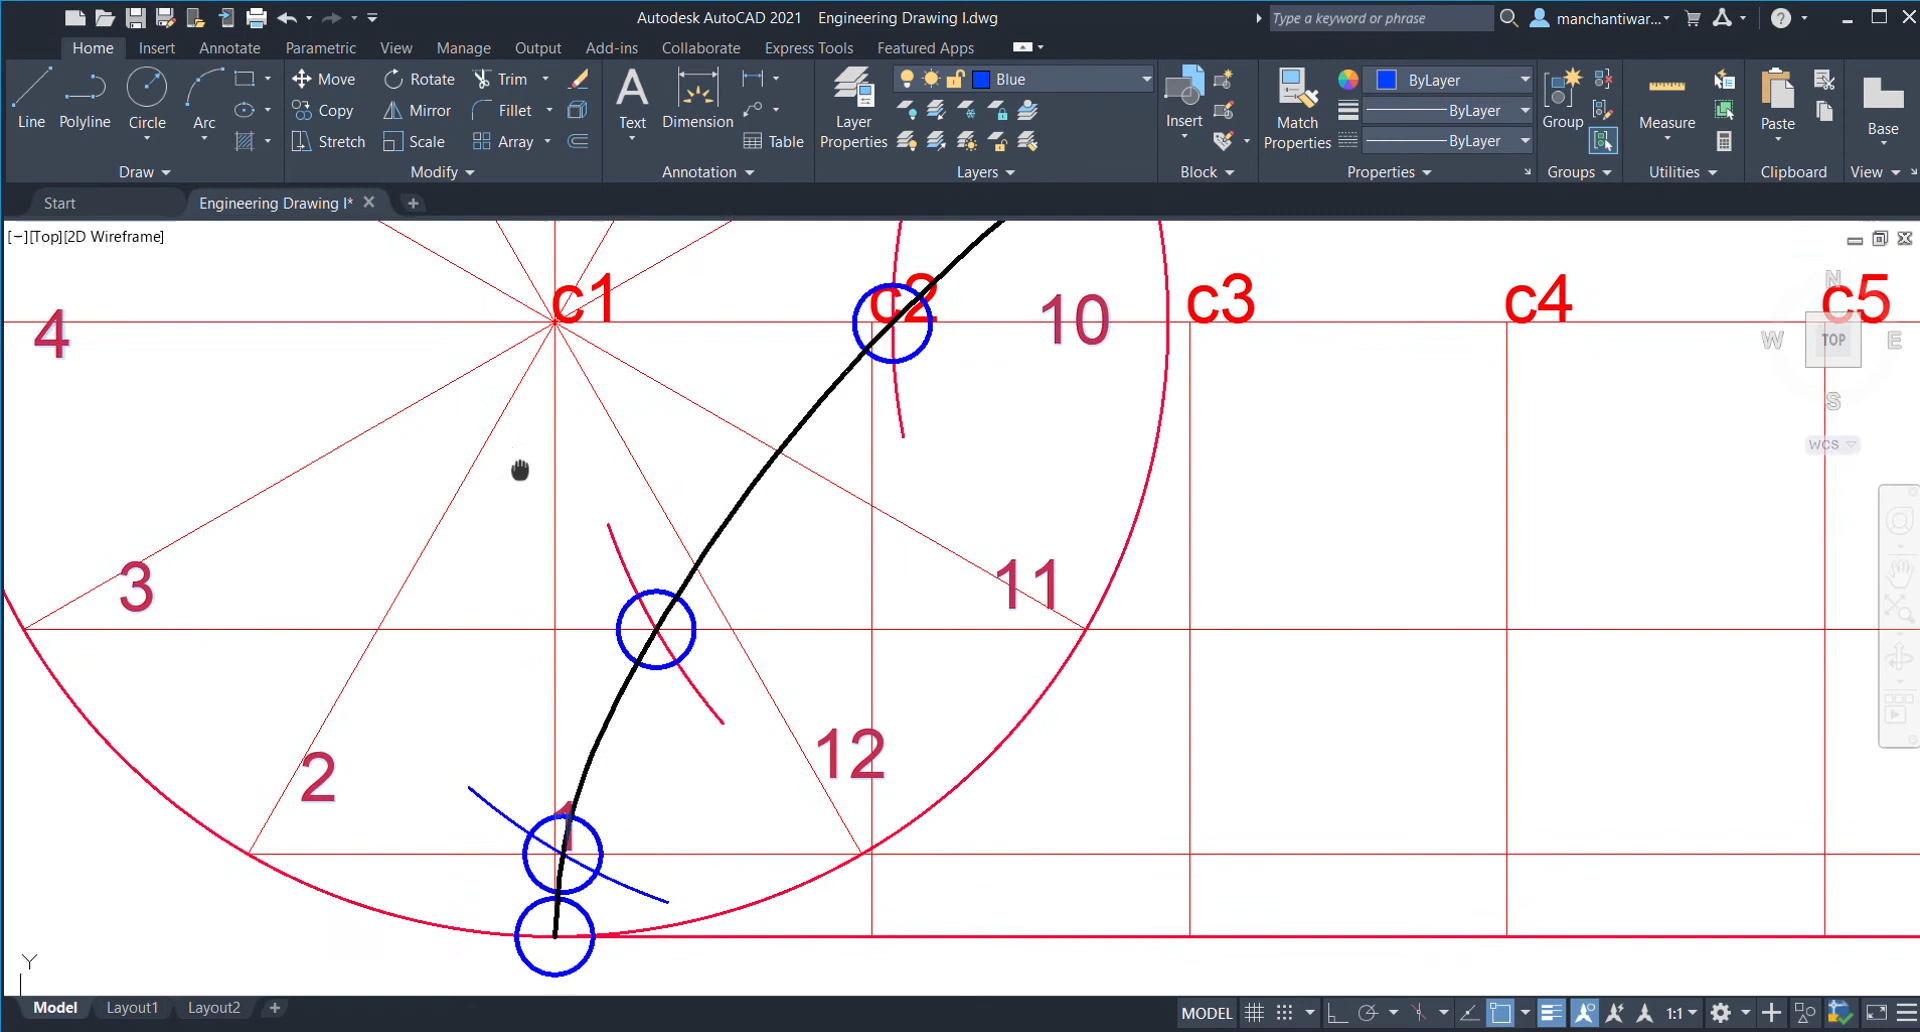 Autodesk AutoCAD 2021 Engineering Drawing I.dwg
Type a keyword or phrase
manchantiwar...
Home Insert Annotate Parametric View Manage Output Add-ins Collaborate Express Tools Featured Apps
Line
Polyline
Circle
Arc
Move
Rotate
Trim
Copy
Mirror
Fillet
Stretch
Scale
Array
Text
Dimension
Table
Layer
Properties
Blue
Insert
Match
Properties
ByLayer
ByLayer
ByLayer
Group
Measure
Paste
Base
Draw
Modify
Annotation
Layers
Block
Properties
Groups
Utilities
Clipboard
View
Start
Engineering Drawing I*
[−][Top][2D Wireframe]
c1
c2
c3
c4
c5
4
10
3
11
2
12
1
N
W
TOP
E
S
WCS
Y
Model
Layout1
Layout2
MODEL
1:1